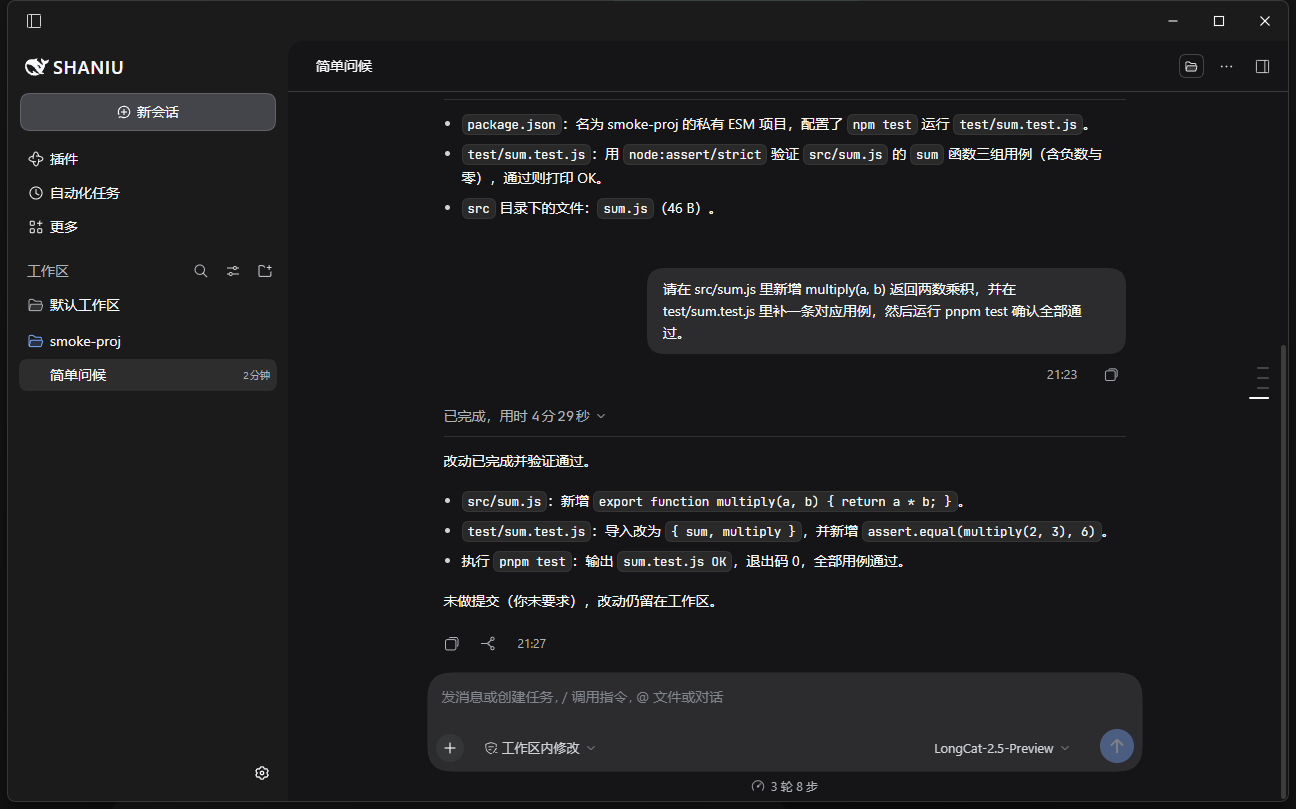 SHANIU
新会话
插件
自动化任务
更多
工作区
默认工作区
smoke-proj
简单问候 2分钟
简单问候
package.json：名为 smoke-proj 的私有 ESM 项目，配置了 npm test 运行 test/sum.test.js。
test/sum.test.js：用 node:assert/strict 验证 src/sum.js 的 sum 函数三组用例（含负数与
零），通过则打印 OK。
src 目录下的文件：sum.js（46 B）。
请在 src/sum.js 里新增 multiply(a, b) 返回两数乘积，并在
test/sum.test.js 里补一条对应用例，然后运行 pnpm test 确认全部通
过。
21:23
已完成，用时 4分29秒
改动已完成并验证通过。
src/sum.js：新增 export function multiply(a, b) { return a * b; }。
test/sum.test.js：导入改为 { sum, multiply }，并新增 assert.equal(multiply(2, 3), 6)。
执行 pnpm test：输出 sum.test.js OK，退出码 0，全部用例通过。
未做提交（你未要求），改动仍留在工作区。
21:27
发消息或创建任务, / 调用指令, @ 文件或对话
工作区内修改
LongCat-2.5-Preview
3 轮 8 步